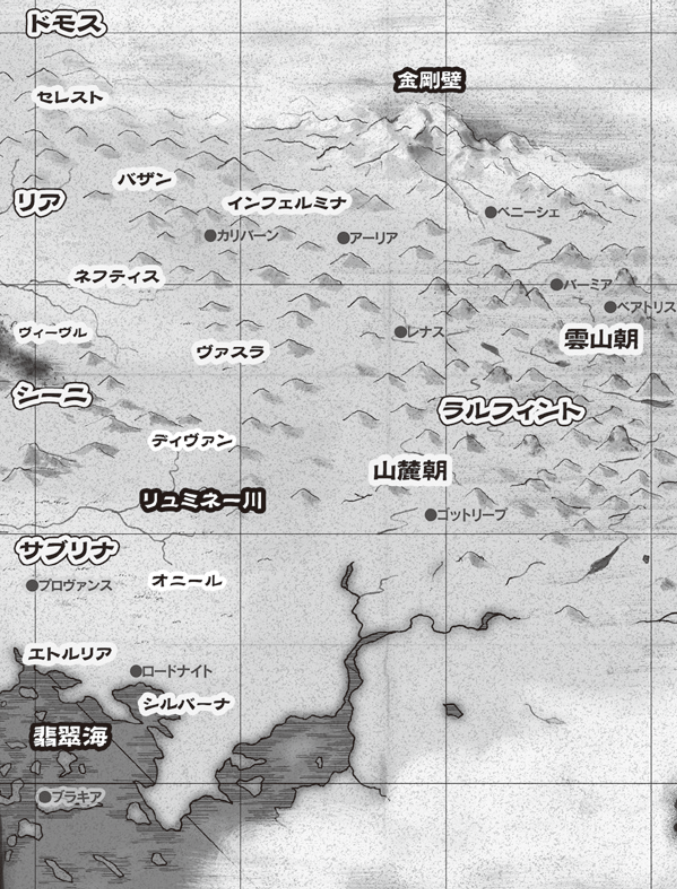 ドモス
金剛壁
セレスト
バザン
リア
インフェルミナ
ベニーシェ
カリバーン
アーリア
ネフティス
バーミア
ベアトリス
ヴィーヴル
レナス
雲山朝
ヴァスラ
シーニ
ラルフィント
ディヴァン
山麓朝
リュミネー川
ゴットリープ
サブリナ
プロヴァンス
オニール
エトルリア
ロードナイト
シルバーナ
翡翠海
ブラキア